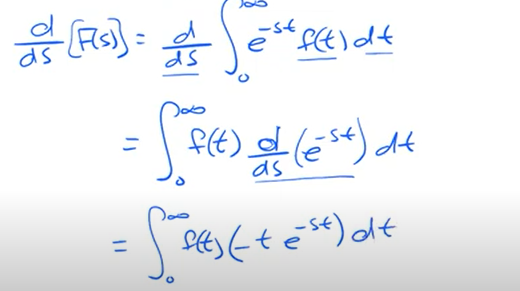 d/ds [F(s)] = d/ds ∫₀^∞ e^{-st} f(t) dt
= ∫₀^∞ f(t) d/ds (e^{-st}) dt
= ∫₀^∞ f(t) (-t e^{-st}) dt